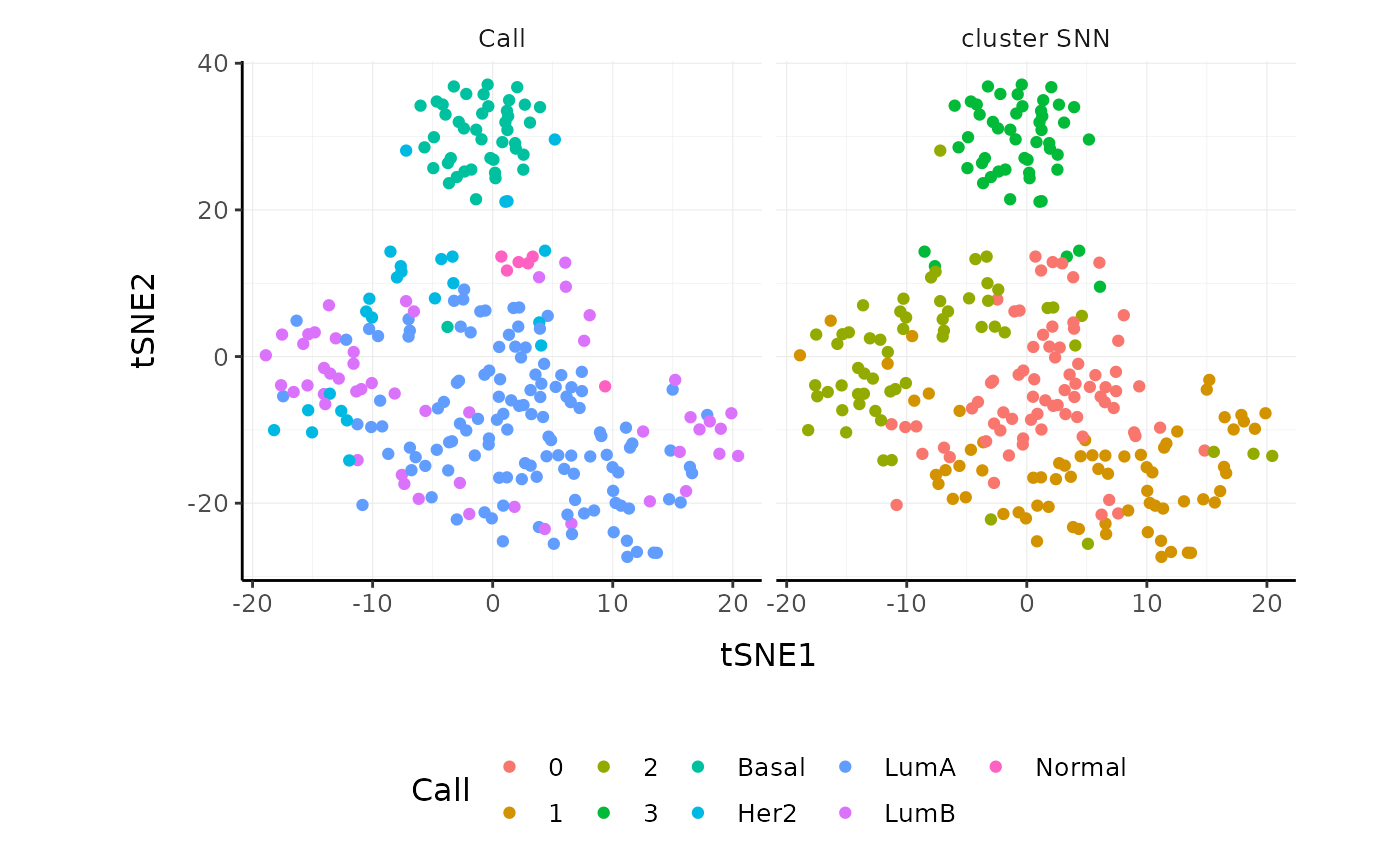 Call cluster SNN
40
20
0
-20
tSNE2
-20 -10 0 10 20 -20 -10 0 10 20
tSNE1
Call 0 2 Basal LumA Normal
1 3 Her2 LumB